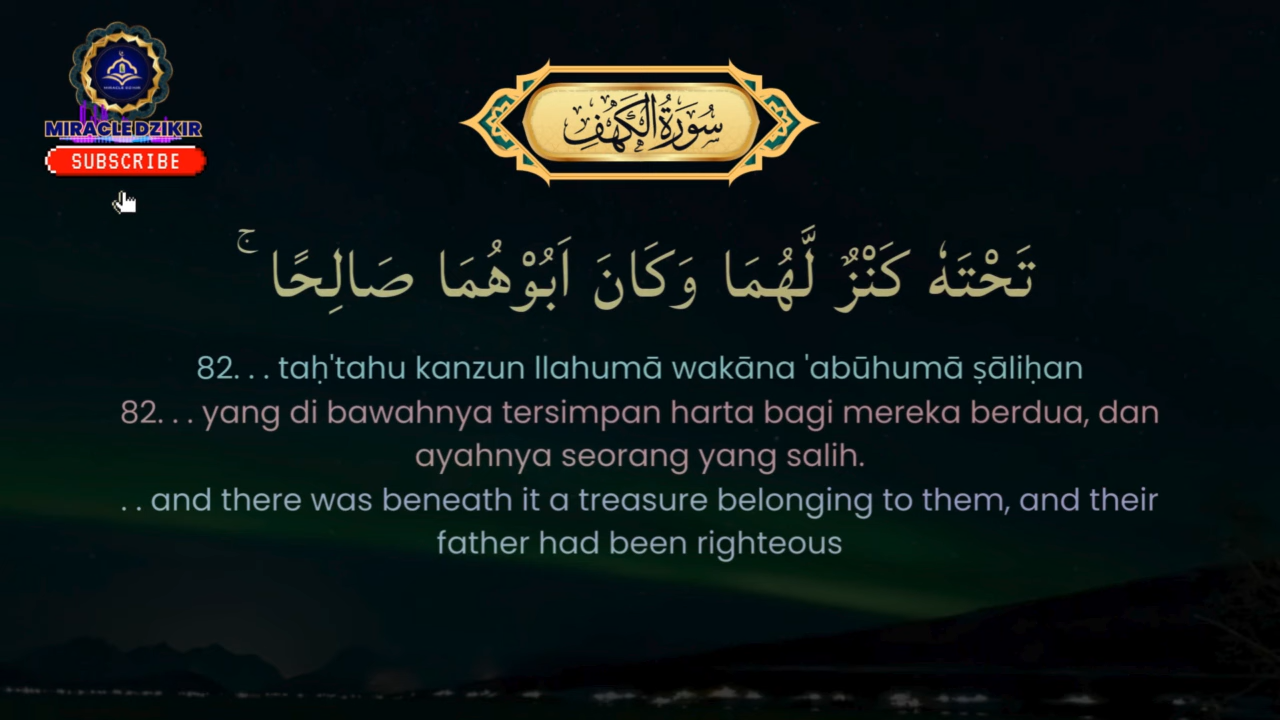 MIRACLE DZIKIR
MIRACLE DZIKIR
SUBSCRIBE
سُوْرَةُ الْكَهْفِ
تَحْتَهٗ كَنْزٌ لَّهُمَا وَكَانَ اَبُوْهُمَا صَالِحًا ۚ
82. . . taḥ'tahu kanzun llahumā wakāna 'abūhumā ṣāliḥan
82. . . yang di bawahnya tersimpan harta bagi mereka berdua, dan
ayahnya seorang yang salih.
. . and there was beneath it a treasure belonging to them, and their
father had been righteous